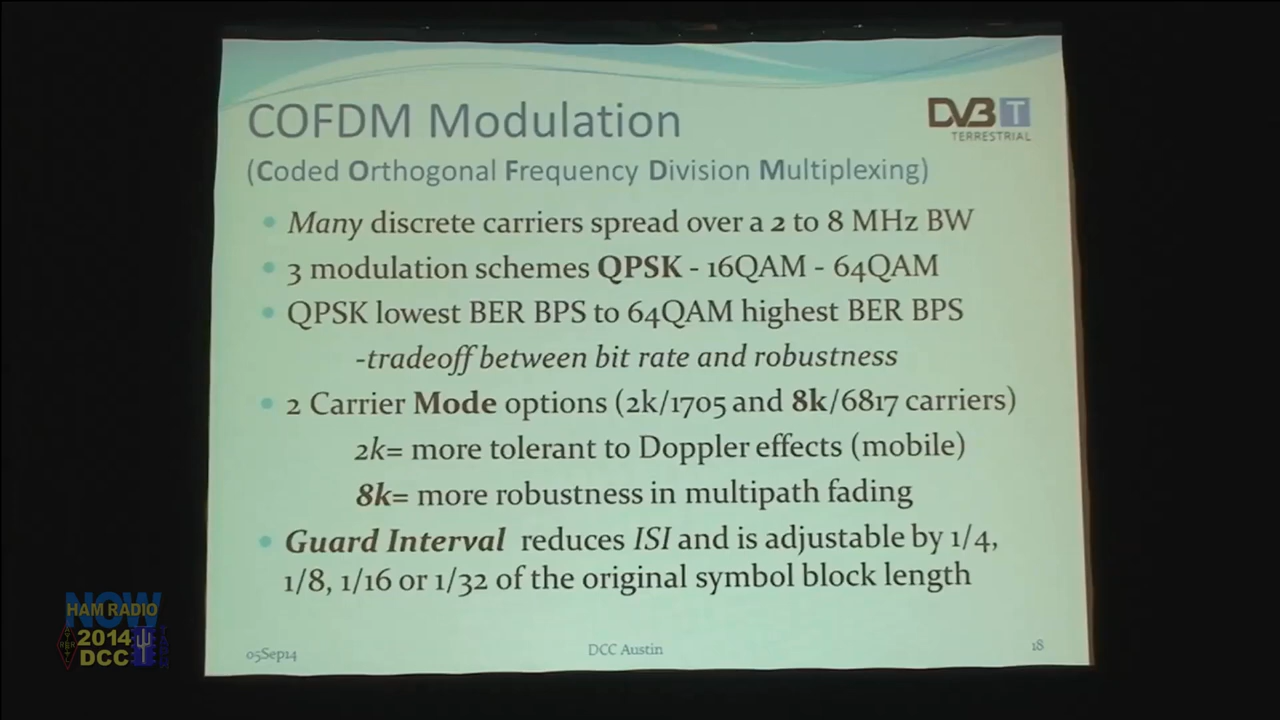 COFDM Modulation
DVB T
TERRESTRIAL
(Coded Orthogonal Frequency Division Multiplexing)
Many discrete carriers spread over a 2 to 8 MHz BW
3 modulation schemes QPSK - 16QAM - 64QAM
QPSK lowest BER BPS to 64QAM highest BER BPS
-tradeoff between bit rate and robustness
2 Carrier Mode options (2k/1705 and 8k/6817 carriers)
2k= more tolerant to Doppler effects (mobile)
8k= more robustness in multipath fading
Guard Interval reduces ISI and is adjustable by 1/4,
1/8, 1/16 or 1/32 of the original symbol block length
05Sep14
DCC Austin
18
NOW
HAM RADIO
2014
DCC
TAPR